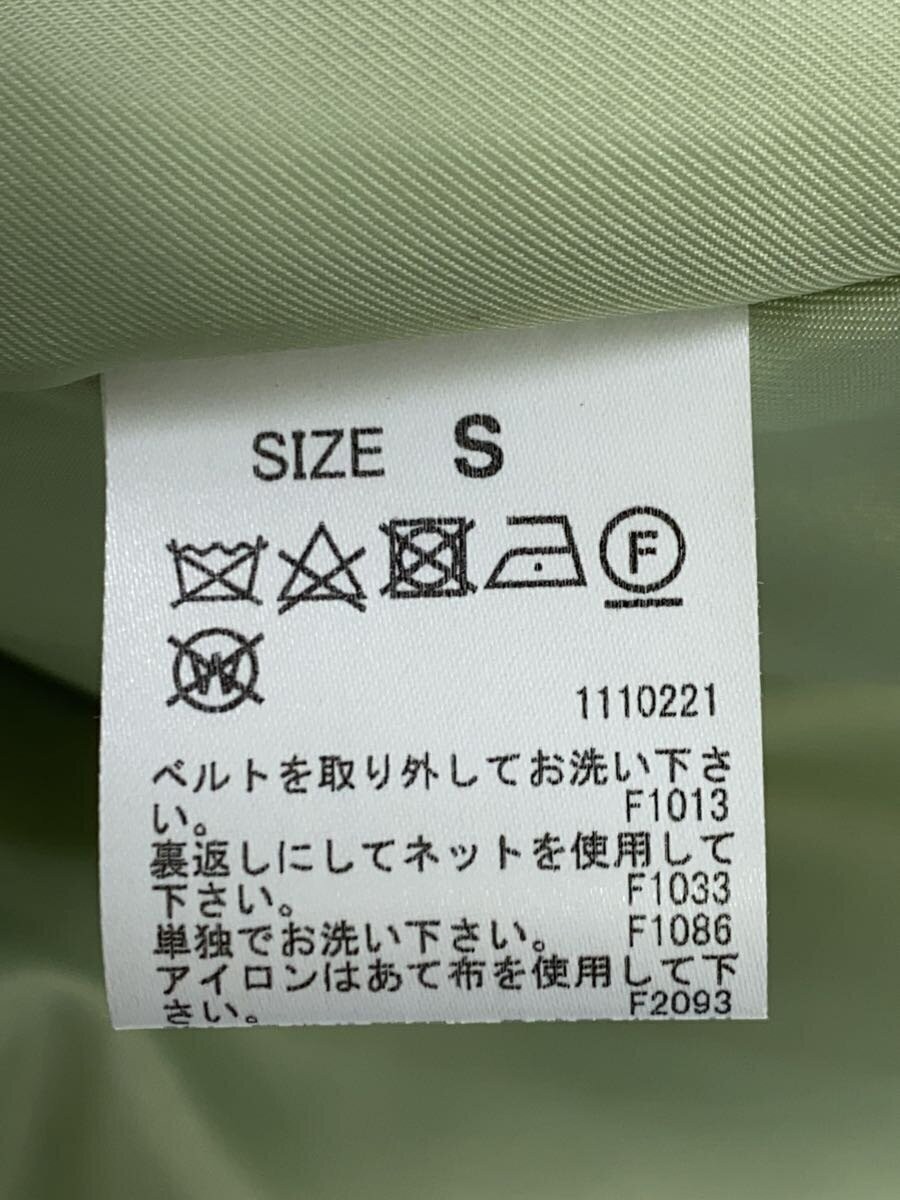 SIZE S
F
W
1110221
ベルトを取り外してお洗い下さ
い。 F1013
裏返しにしてネットを使用して
下さい。 F1033
単独でお洗い下さい。 F1086
アイロンはあて布を使用して下
さい。 F2093